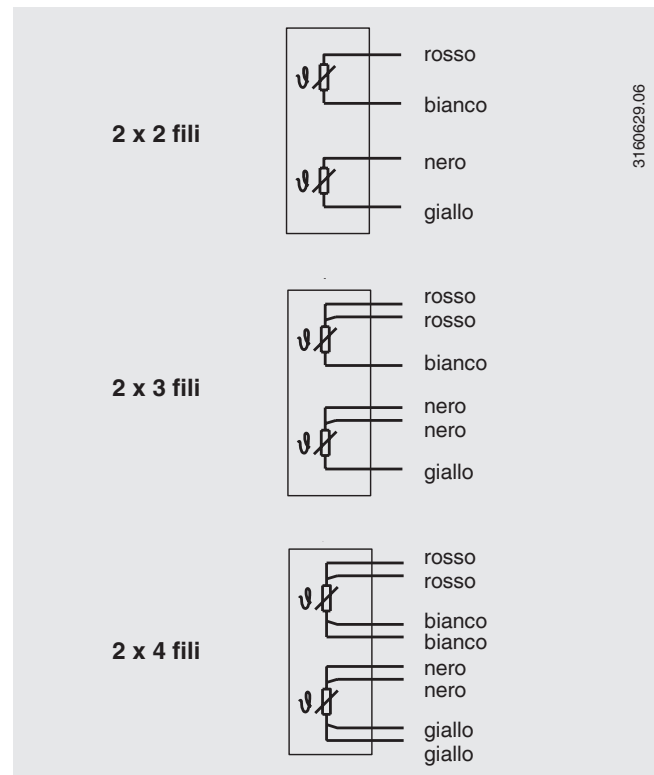 rosso
bianco
2 x 2 fili
nero
giallo
3160629.06
rosso
rosso
bianco
2 x 3 fili
nero
nero
giallo
rosso
rosso
bianco
bianco
2 x 4 fili
nero
nero
giallo
giallo